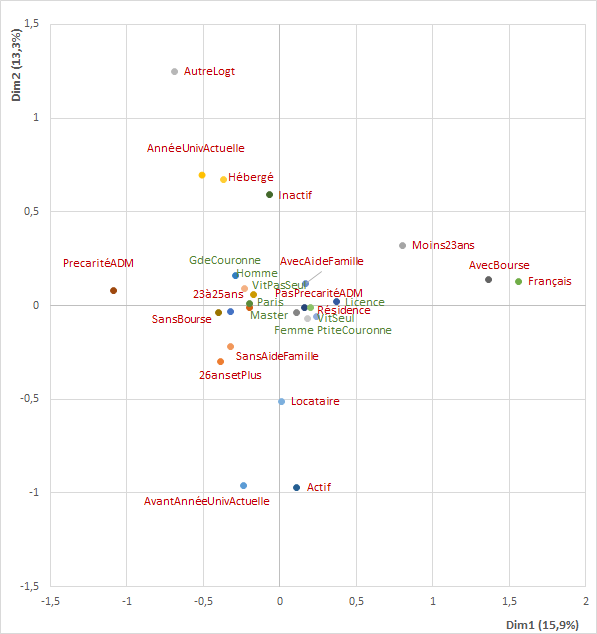 Dim2 (13,3%)
1,5
AutreLogt
1
AnnéeUnivActuelle
Hébergé
Inactif
0,5
Moins23ans
GdeCouronne
AvecAideFamille
PrecaritéADM
AvecBourse
Homme
Français
VitPasSeul
23à25ans
PasPrecaritéADM
Paris
Licence
0
Résidence
SansBourse
Master
VitSeul
Femme
PtiteCouronne
SansAideFamille
26ansetPlus
-0,5
Locataire
Actif
-1
AvantAnnéeUnivActuelle
-1,5
-1,5
-1
-0,5
0
0,5
1
1,5
2
Dim1 (15,9%)